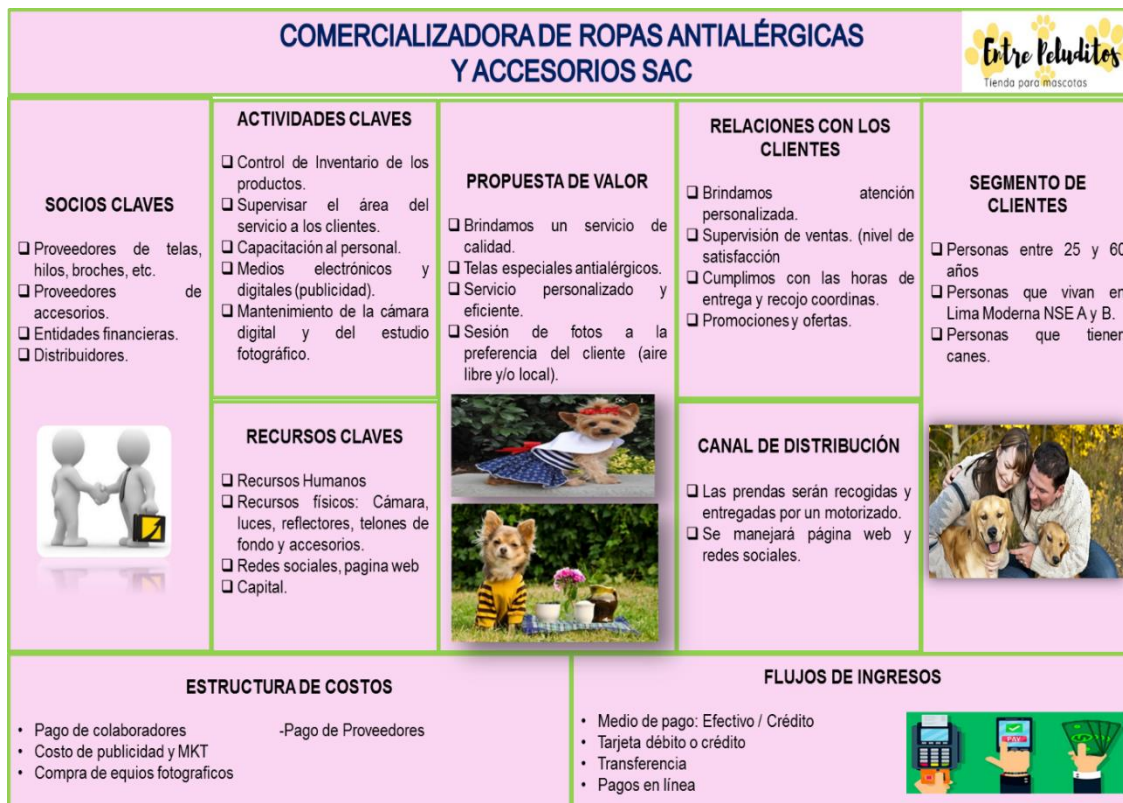 COMERCIALIZADORA DE ROPAS ANTIALÉRGICAS
Y ACCESORIOS SAC
Entre Peluditos
Tienda para mascotas
SOCIOS CLAVES
Proveedores de telas,
hilos, broches, etc.
Proveedores de
accesorios.
Entidades financieras.
Distribuidores.
ACTIVIDADES CLAVES
Control de Inventario de los
productos.
Supervisar el área del
servicio a los clientes.
Capacitación al personal.
Medios electrónicos y
digitales (publicidad).
Mantenimiento de la cámara
digital y del estudio
fotográfico.
RECURSOS CLAVES
Recursos Humanos
Recursos físicos: Cámara,
luces, reflectores, telones de
fondo y accesorios.
Redes sociales, pagina web
Capital.
PROPUESTA DE VALOR
Brindamos un servicio de
calidad.
Telas especiales antialérgicos.
Servicio personalizado y
eficiente.
Sesión de fotos a la
preferencia del cliente (aire
libre y/o local).
RELACIONES CON LOS
CLIENTES
Brindamos atención
personalizada.
Supervisión de ventas. (nivel de
satisfacción
Cumplimos con las horas de
entrega y recojo coordinas.
Promociones y ofertas.
CANAL DE DISTRIBUCIÓN
Las prendas serán recogidas y
entregadas por un motorizado.
Se manejará página web y
redes sociales.
SEGMENTO DE
CLIENTES
Personas entre 25 y 60
años
Personas que vivan en
Lima Moderna NSE A y B.
Personas que tienen
canes.
ESTRUCTURA DE COSTOS
Pago de colaboradores -Pago de Proveedores
Costo de publicidad y MKT
Compra de equios fotograficos
FLUJOS DE INGRESOS
Medio de pago: Efectivo / Crédito
Tarjeta débito o crédito
Transferencia
Pagos en línea
PAY